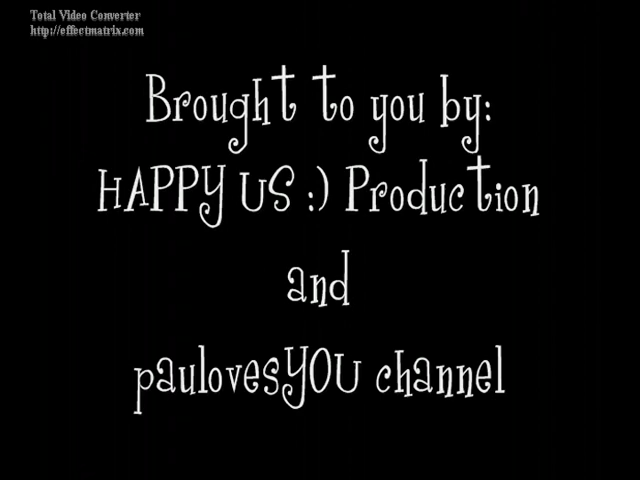 Total Video Converter
http://effectmatrix.com
Brought to you by:
HAPPY US :) Production
and
paulovesYOU channel